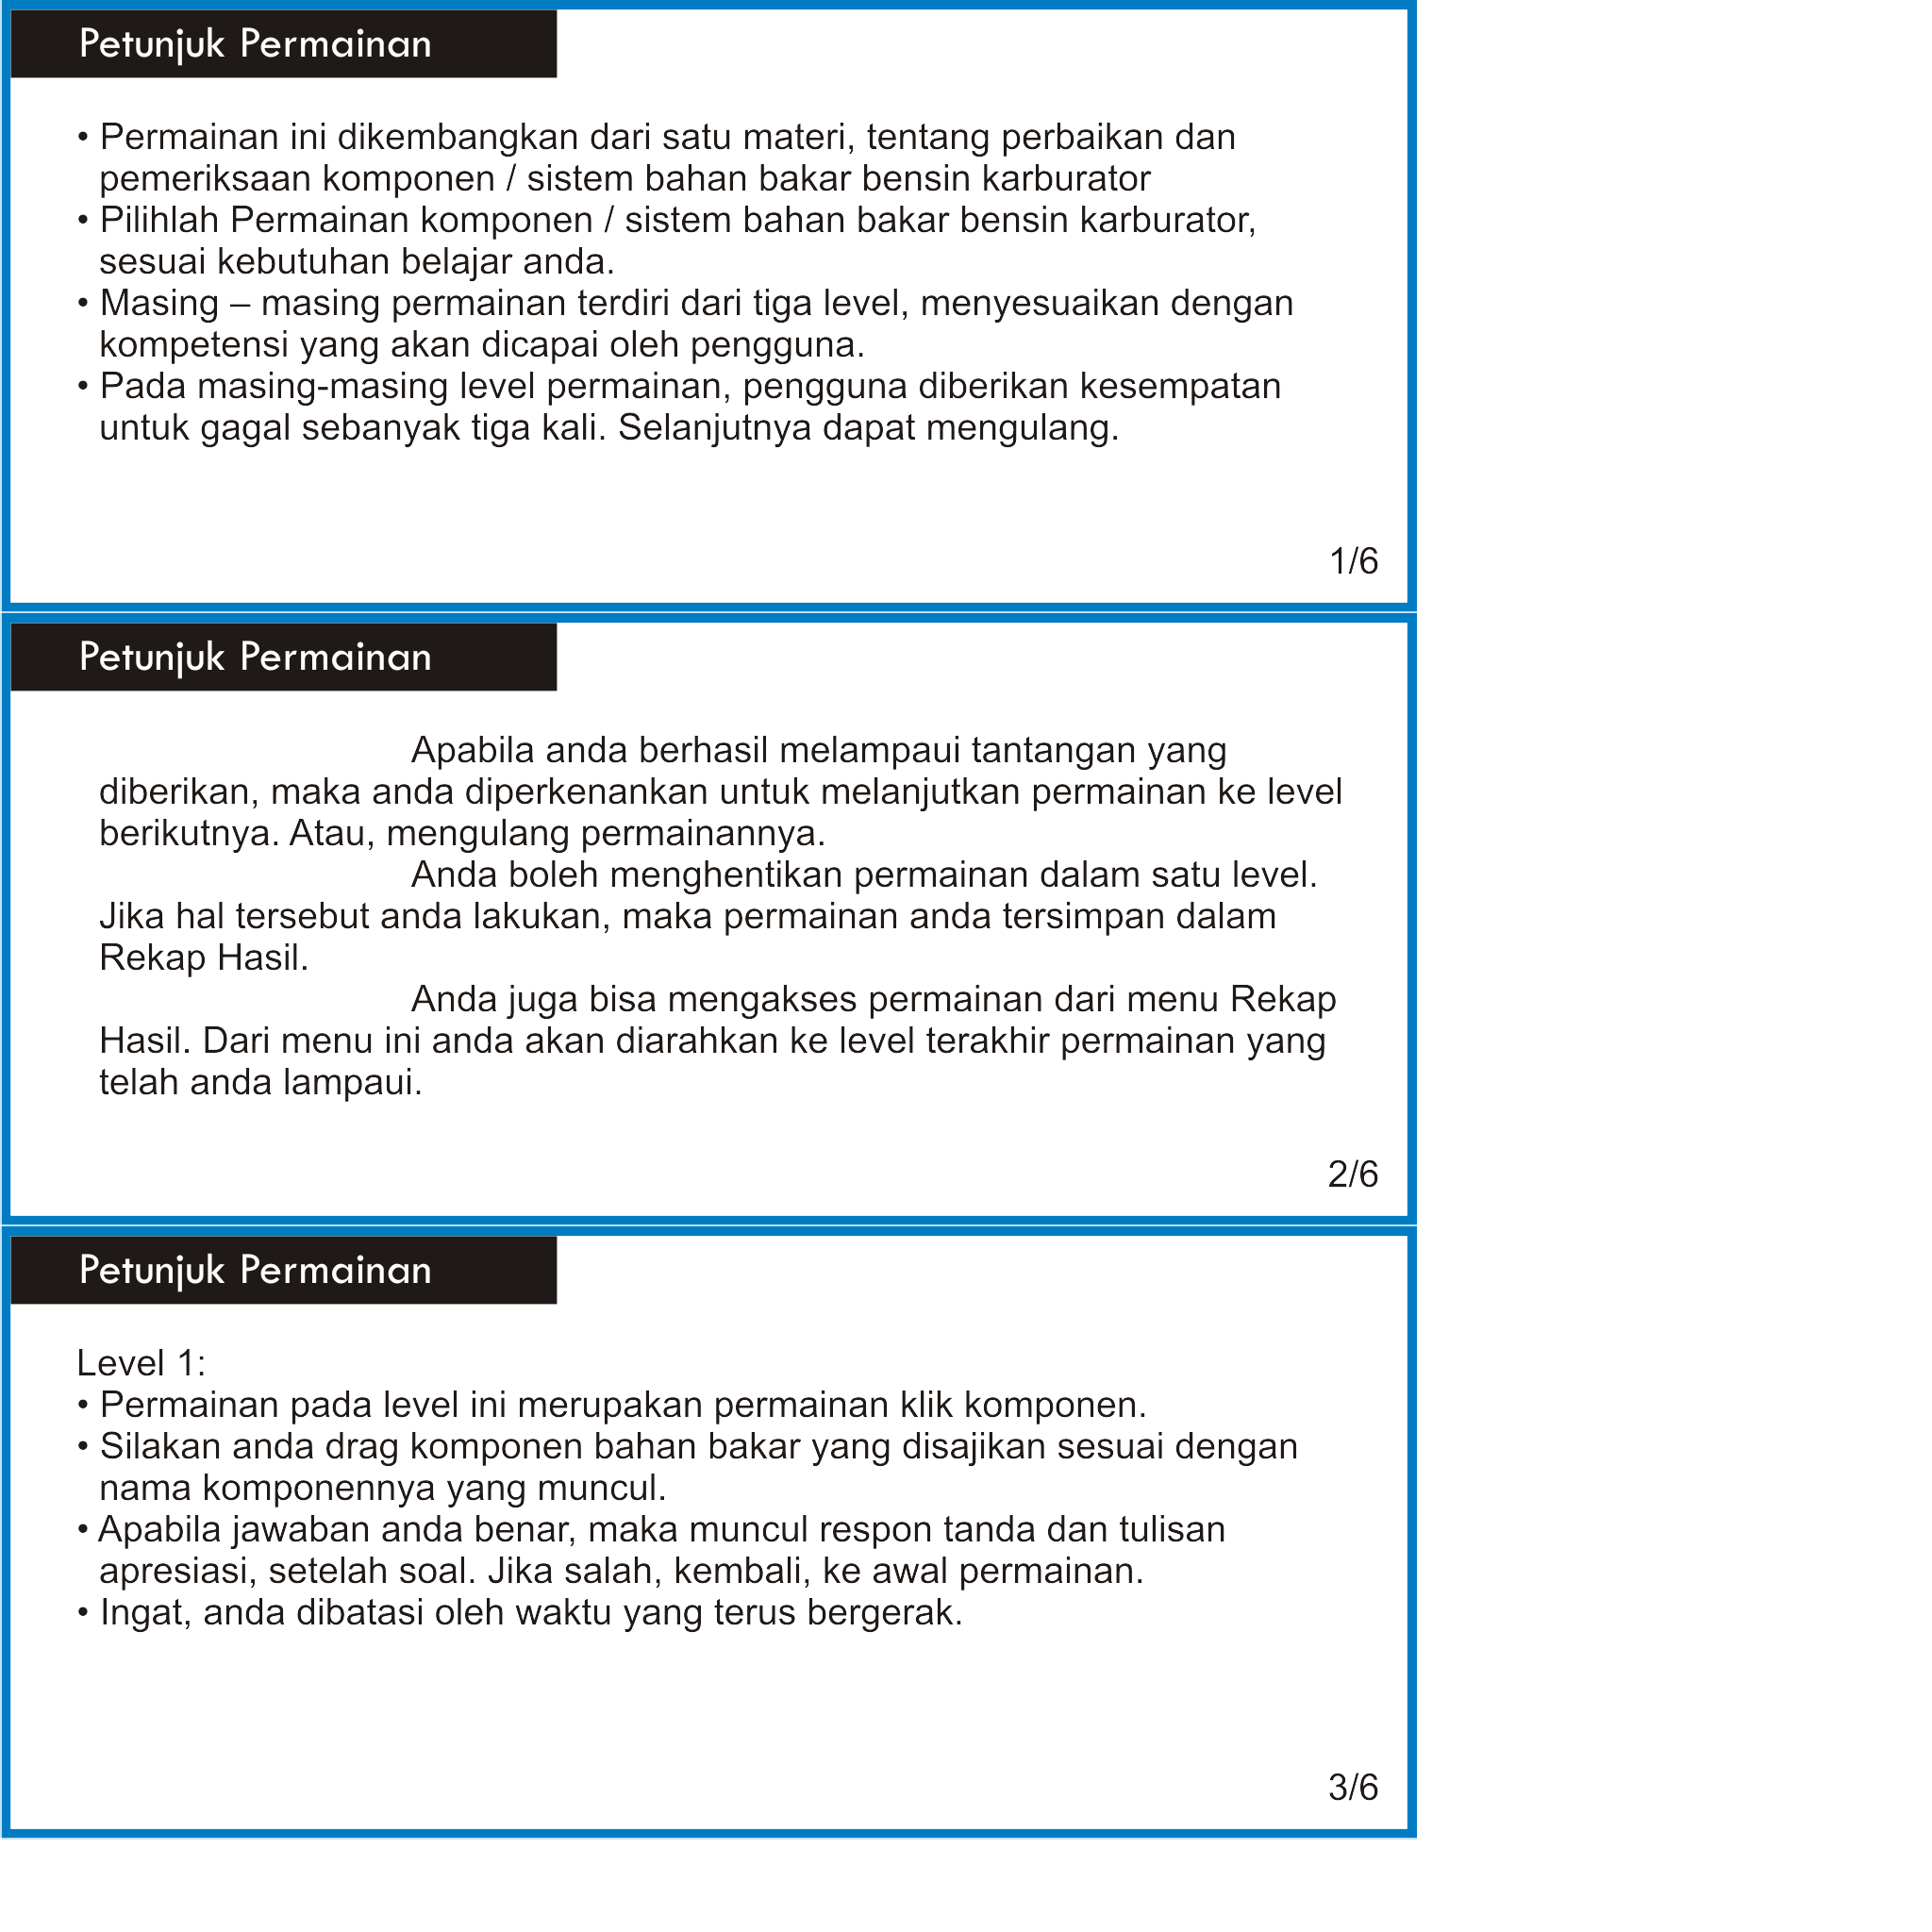 Petunjuk Permainan
• Permainan ini dikembangkan dari satu materi, tentang perbaikan dan
pemeriksaan komponen / sistem bahan bakar bensin karburator
• Pilihlah Permainan komponen / sistem bahan bakar bensin karburator,
sesuai kebutuhan belajar anda.
• Masing – masing permainan terdiri dari tiga level, menyesuaikan dengan
kompetensi yang akan dicapai oleh pengguna.
• Pada masing-masing level permainan, pengguna diberikan kesempatan
untuk gagal sebanyak tiga kali. Selanjutnya dapat mengulang.
1/6
Petunjuk Permainan
Apabila anda berhasil melampaui tantangan yang
diberikan, maka anda diperkenankan untuk melanjutkan permainan ke level
berikutnya. Atau, mengulang permainannya.
Anda boleh menghentikan permainan dalam satu level.
Jika hal tersebut anda lakukan, maka permainan anda tersimpan dalam
Rekap Hasil.
Anda juga bisa mengakses permainan dari menu Rekap
Hasil. Dari menu ini anda akan diarahkan ke level terakhir permainan yang
telah anda lampaui.
2/6
Petunjuk Permainan
Level 1:
• Permainan pada level ini merupakan permainan klik komponen.
• Silakan anda drag komponen bahan bakar yang disajikan sesuai dengan
nama komponennya yang muncul.
• Apabila jawaban anda benar, maka muncul respon tanda dan tulisan
apresiasi, setelah soal. Jika salah, kembali, ke awal permainan.
• Ingat, anda dibatasi oleh waktu yang terus bergerak.
3/6